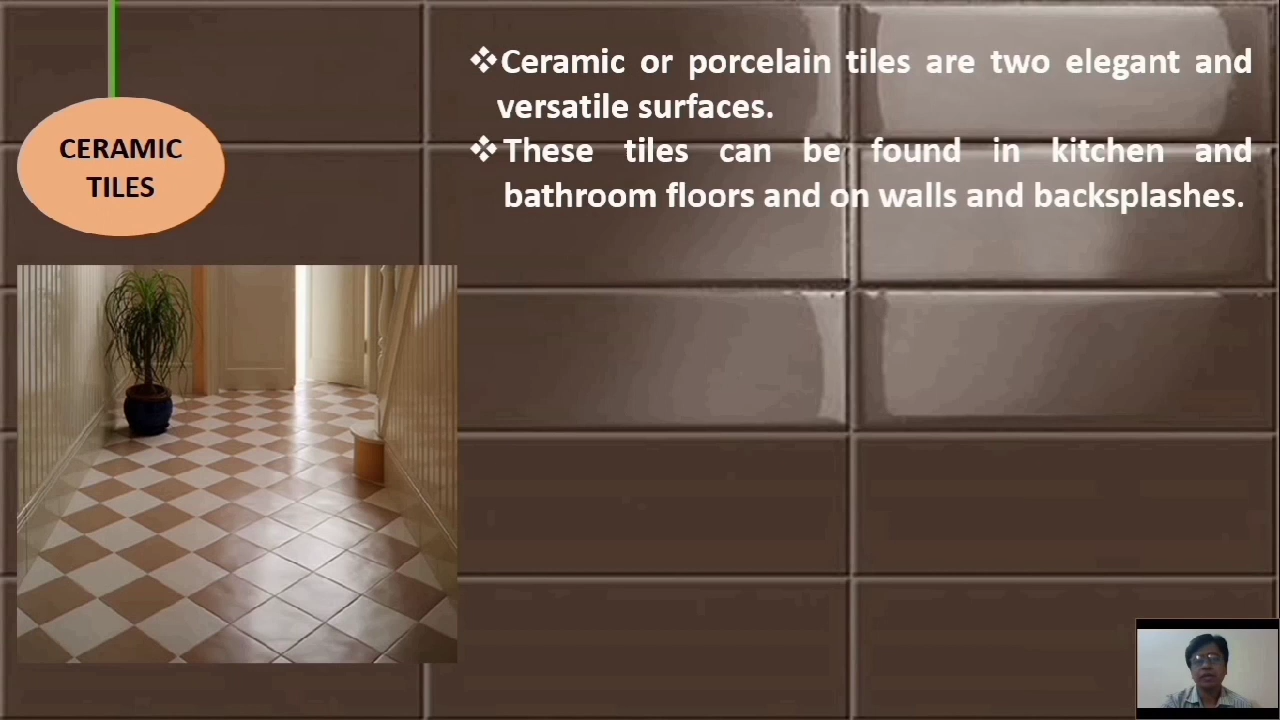 CERAMIC
TILES
❖Ceramic or porcelain tiles are two elegant and
versatile surfaces.
❖These tiles can be found in kitchen and
bathroom floors and on walls and backsplashes.